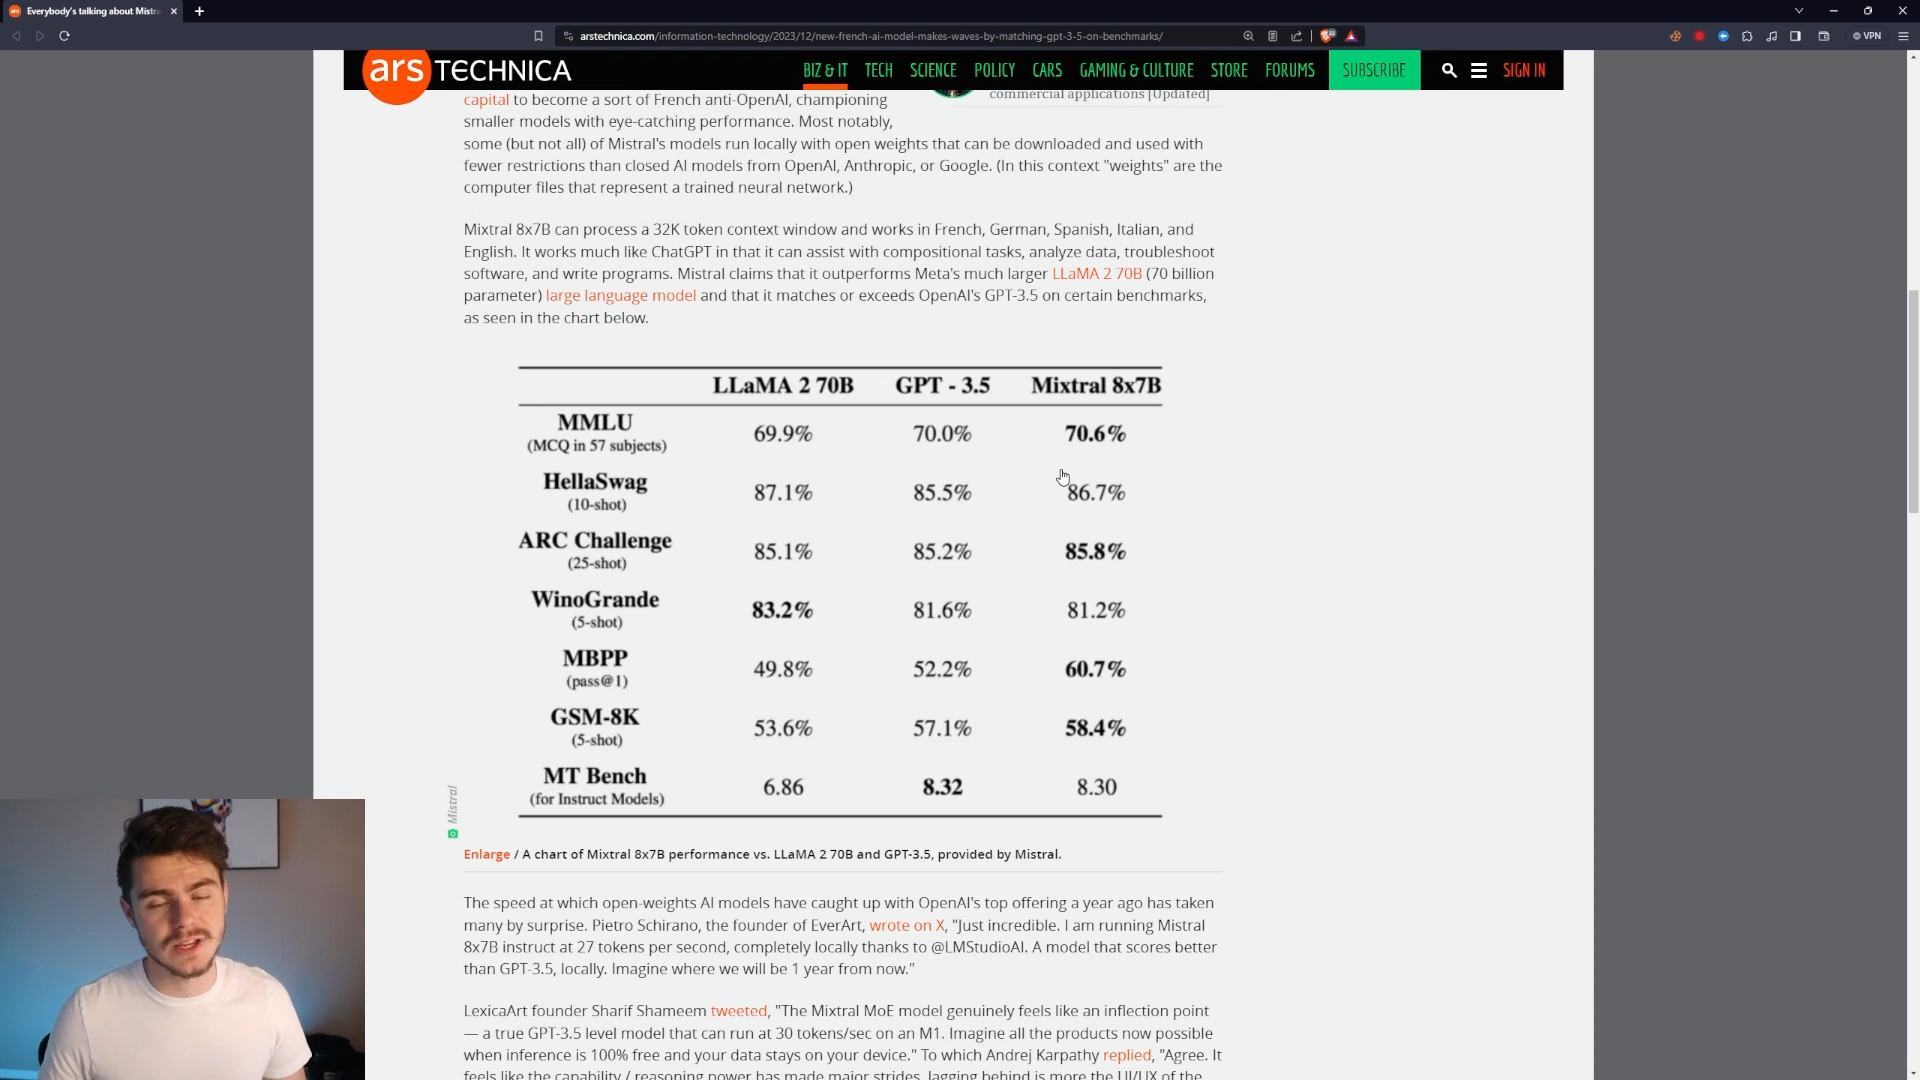 Everybody's talking about Mistr
arstechnica.com/information-technology/2023/12/new-french-ai-model-makes-waves-by-matching-gpt-3-5-on-benchmarks/
VPN
ars TECHNICA
BIZ & IT TECH SCIENCE POLICY CARS GAMING & CULTURE STORE FORUMS SUBSCRIBE SIGN IN
capital to become a sort of French anti-OpenAI, championing
smaller models with eye-catching performance. Most notably,
commercial applications [Updated]
some (but not all) of Mistral's models run locally with open weights that can be downloaded and used with
fewer restrictions than closed AI models from OpenAI, Anthropic, or Google. (In this context "weights" are the
computer files that represent a trained neural network.)
Mixtral 8x7B can process a 32K token context window and works in French, German, Spanish, Italian, and
English. It works much like ChatGPT in that it can assist with compositional tasks, analyze data, troubleshoot
software, and write programs. Mistral claims that it outperforms Meta's much larger LLaMA 2 70B (70 billion
parameter) large language model and that it matches or exceeds OpenAI's GPT-3.5 on certain benchmarks,
as seen in the chart below.
LLaMA 2 70B GPT - 3.5 Mixtral 8x7B
MMLU
(MCQ in 57 subjects) 69.9% 70.0% 70.6%
HellaSwag
(10-shot) 87.1% 85.5% 86.7%
ARC Challenge
(25-shot) 85.1% 85.2% 85.8%
WinoGrande
(5-shot) 83.2% 81.6% 81.2%
MBPP
(pass@1) 49.8% 52.2% 60.7%
GSM-8K
(5-shot) 53.6% 57.1% 58.4%
MT Bench
(for Instruct Models) 6.86 8.32 8.30
Mistral
Enlarge / A chart of Mixtral 8x7B performance vs. LLaMA 2 70B and GPT-3.5, provided by Mistral.
The speed at which open-weights AI models have caught up with OpenAI's top offering a year ago has taken
many by surprise. Pietro Schirano, the founder of EverArt, wrote on X, "Just incredible. I am running Mistral
8x7B instruct at 27 tokens per second, completely locally thanks to @LMStudioAI. A model that scores better
than GPT-3.5, locally. Imagine where we will be 1 year from now."
LexicaArt founder Sharif Shameem tweeted, "The Mixtral MoE model genuinely feels like an inflection point
— a true GPT-3.5 level model that can run at 30 tokens/sec on an M1. Imagine all the products now possible
when inference is 100% free and your data stays on your device." To which Andrej Karpathy replied, "Agree. It
feels like the capability / reasoning power has made major strides, lagging behind is more the UI/UX of the